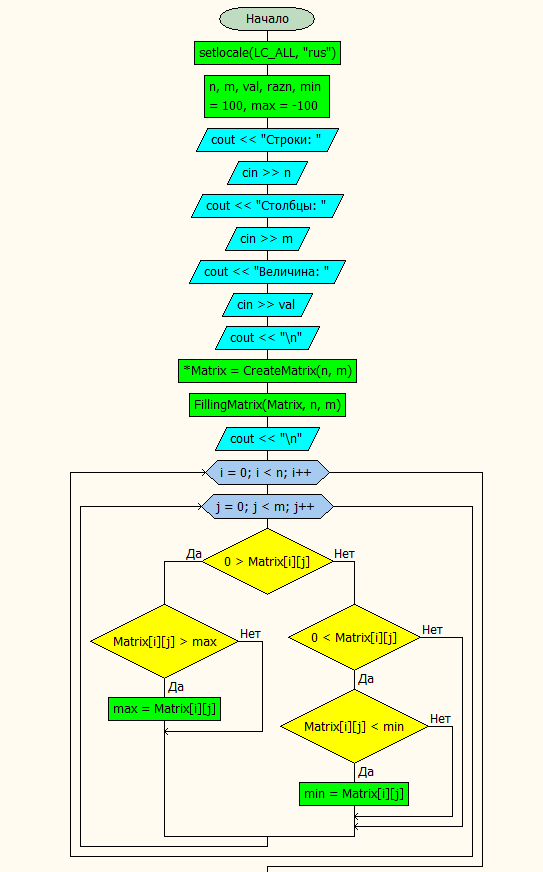 Начало
setlocale(LC_ALL, "rus")
n, m, val, razn, min
= 100, max = -100
cout << "Строки: "
cin >> n
cout << "Столбцы: "
cin >> m
cout << "Величина: "
cin >> val
cout << "\n"
*Matrix = CreateMatrix(n, m)
FillingMatrix(Matrix, n, m)
cout << "\n"
i = 0; i < n; i++
j = 0; j < m; j++
Да
0 > Matrix[i][j]
Нет
Matrix[i][j] > max
Нет
0 < Matrix[i][j]
Нет
Да
Да
max = Matrix[i][j]
Matrix[i][j] < min
Нет
Да
min = Matrix[i][j]